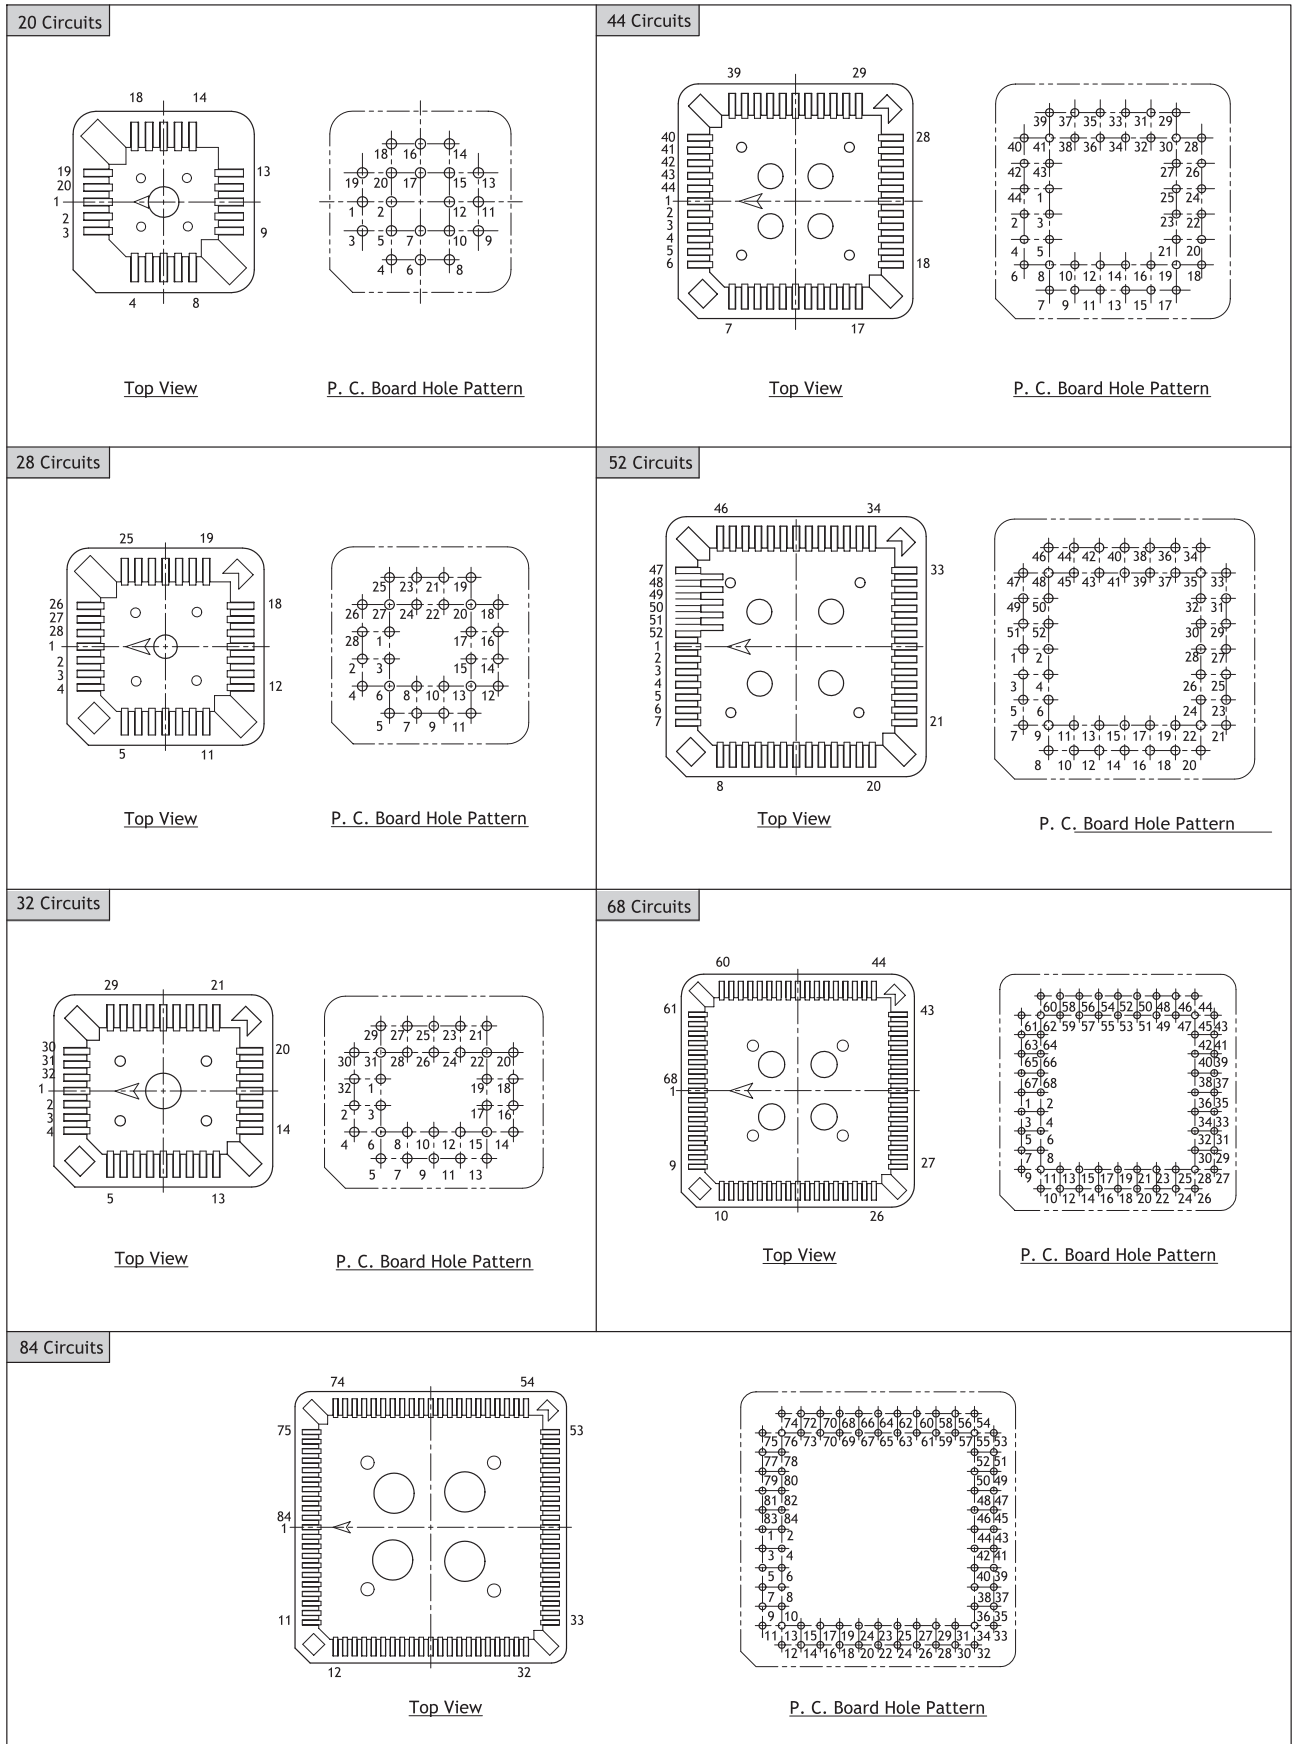 20 Circuits
18 14
19 13
20
1
2
3 9
4 8
18 16 14
19 20 17 15 13
1 2 12 11
3 5 7 10 9
4 6 8
Top View
P. C. Board Hole Pattern
44 Circuits
39 29
40 28
41
42
43
44
1
2
3
4
5
6 18
7 17
39 37 35 33 31 29
40 41 38 36 34 32 30 28
42 43 27 26
44 1 25 24
2 3 23 22
4 5 21 20
6 8 10 12 14 16 19 18
7 9 11 13 15 17
Top View
P. C. Board Hole Pattern
28 Circuits
25 19
26 18
27
28
1
2
3
4 12
5 11
25 23 21 19
26 27 24 22 20 18
28 1 17 16
2 3 15 14
4 6 8 10 13 12
5 7 9 11
Top View
P. C. Board Hole Pattern
52 Circuits
46 34
47 33
48
49
50
51
52
1
2
3
4
5
6
7 21
8 20
46 44 42 40 38 36 34
47 48 45 43 41 39 37 35 33
49 50 32 31
51 52 30 29
1 2 28 27
3 4 26 25
5 6 24 23
7 9 11 13 15 17 19 22 21
8 10 12 14 16 18 20
Top View
P. C. Board Hole Pattern
32 Circuits
29 21
30 20
31
32
1
2
3
4 14
5 13
29 27 25 23 21
30 31 28 26 24 22 20
32 1 19 18
2 3 17 16
4 6 8 10 12 15 14
5 7 9 11 13
Top View
P. C. Board Hole Pattern
68 Circuits
60 44
61 43
68
1
9 27
10 26
60 58 56 54 52 50 48 46 44
61 62 59 57 55 53 51 49 47 45 43
63 64 42 41
65 66 40 39
67 68 38 37
1 2 36 35
3 4 34 33
5 6 32 31
7 8 30 29
9 11 13 15 17 19 21 23 25 28 27
10 12 14 16 18 20 22 24 26
Top View
P. C. Board Hole Pattern
84 Circuits
74 54
75 53
84
1
11 33
12 32
74 72 70 68 66 64 62 60 58 56 54
75 76 73 70 69 67 65 63 61 59 57 55 53
77 78 52 51
79 80 50 49
81 82 48 47
83 84 46 45
1 2 44 43
3 4 42 41
5 6 40 39
7 8 38 37
9 10 36 35
11 13 15 17 19 24 23 25 27 29 31 34 33
12 14 16 18 20 22 24 26 28 30 32
Top View
P. C. Board Hole Pattern